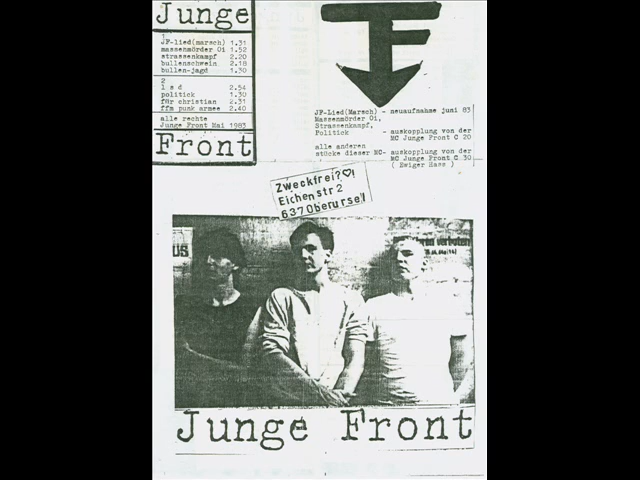 Junge
1
JF-lied(marsch) 1.31
massenmörder Oi 1.52
strassenkampf 2.20
bullenschwein 2.18
bullen-jagd 1.30
2
l s d 2.54
politick 1.30
für christian 2.31
ffm punk armee 2.40
alle rechte
Junge Front Mai 1983
Front
JF-Lied(Marsch) - neuaufnahme juni 83
Massenmörder Oi,
Strassenkampf,
Politick - auskopplung von der
MC Junge Front C 20
alle anderen
stücke dieser MC- auskopplung von der
MC Junge Front C 30
( Ewiger Hass )
Zweckfrei?♡!
Eichenstr 2
637Oberursel
US
verboten
Junge Front